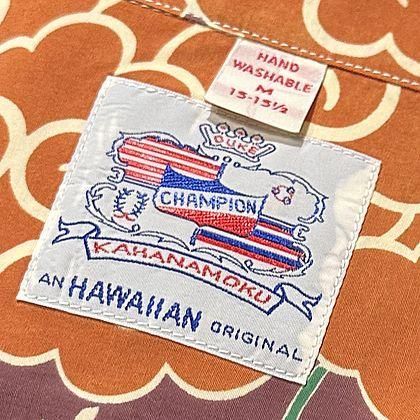 HAND
WASHABLE
M
15-15½
DUKE
CHAMPION
KAHANAMOKU
AN HAWAIIAN ORIGINAL